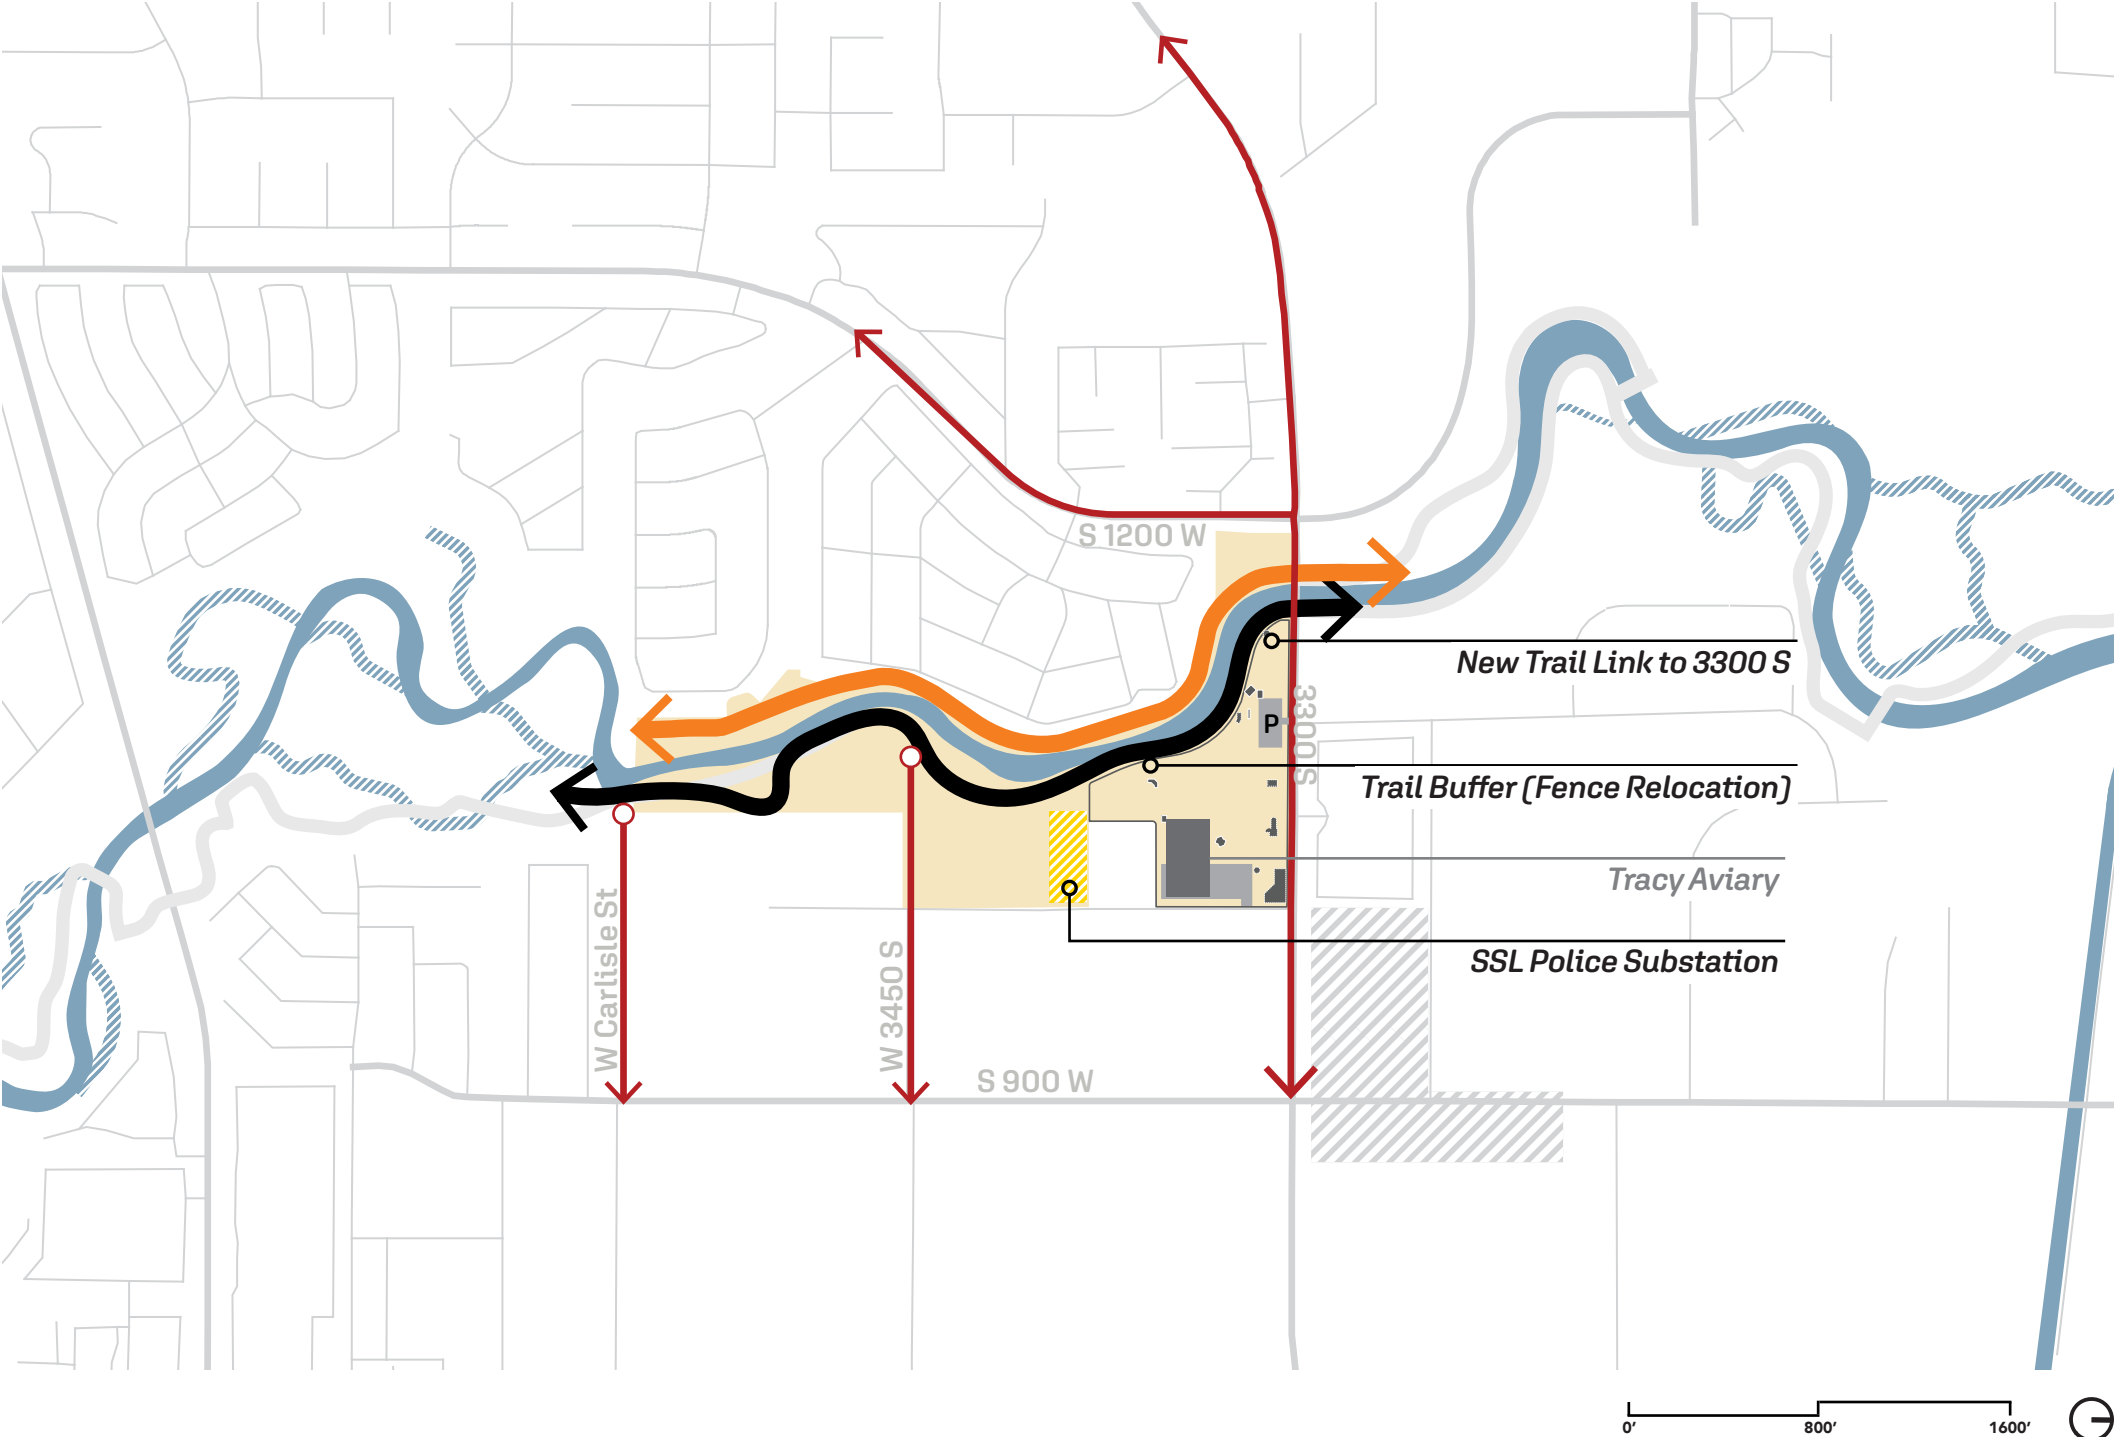 S 1200 W
New Trail Link to 3300 S
3300 S
P
Trail Buffer (Fence Relocation)
Tracy Aviary
SSL Police Substation
W Carlisle St
W 3450 S
S 900 W
0' 800' 1600'